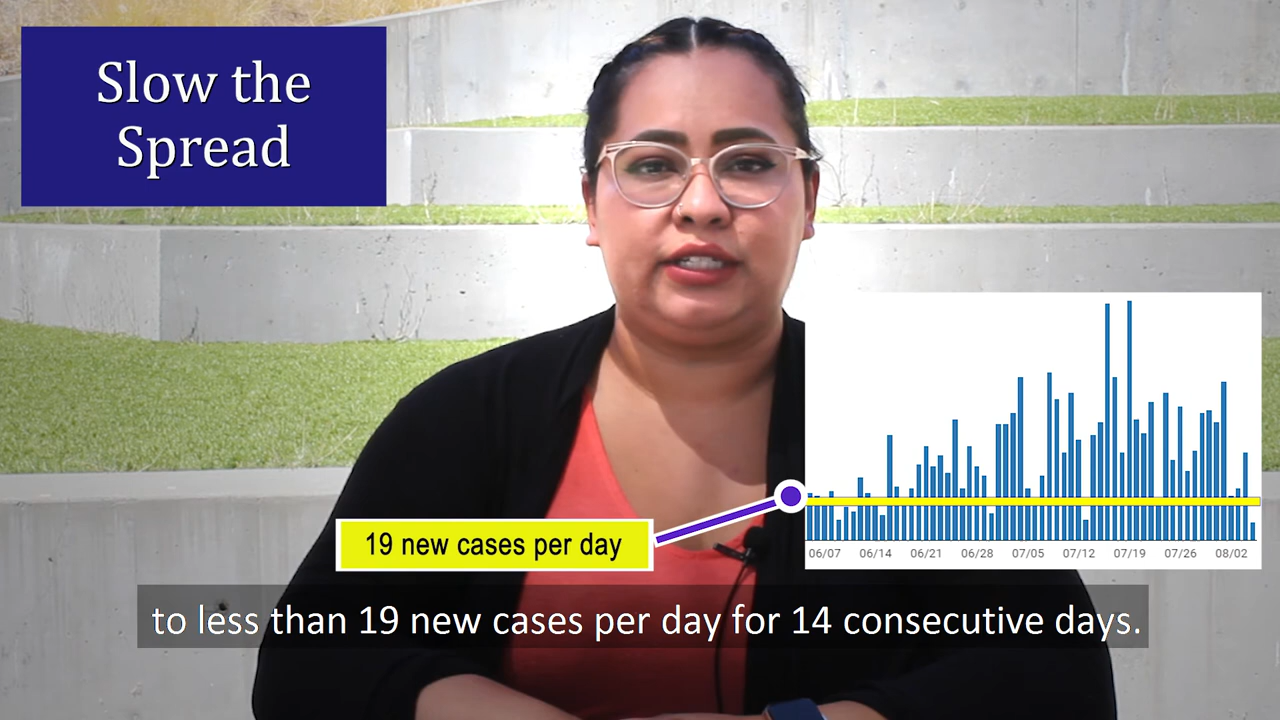 Slow the
Spread
19 new cases per day
06/07 06/14 06/21 06/28 07/05 07/12 07/19 07/26 08/02
to less than 19 new cases per day for 14 consecutive days.